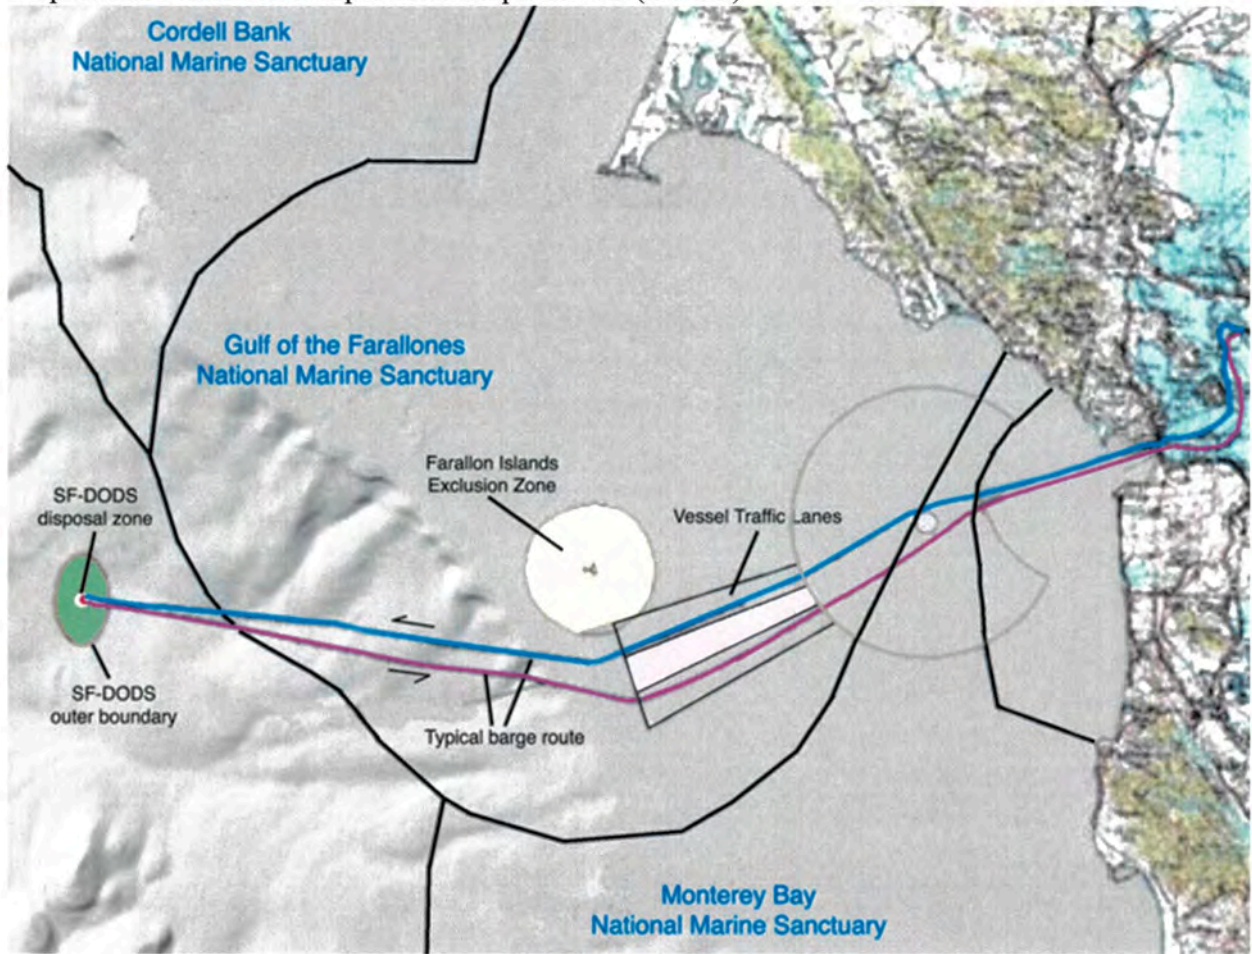 Cordell Bank
National Marine Sanctuary
Gulf of the Farallones
National Marine Sanctuary
Farallon Islands
Exclusion Zone
Vessel Traffic Lanes
SF-DODS
disposal zone
SF-DODS
outer boundary
Typical barge route
Monterey Bay
National Marine Sanctuary